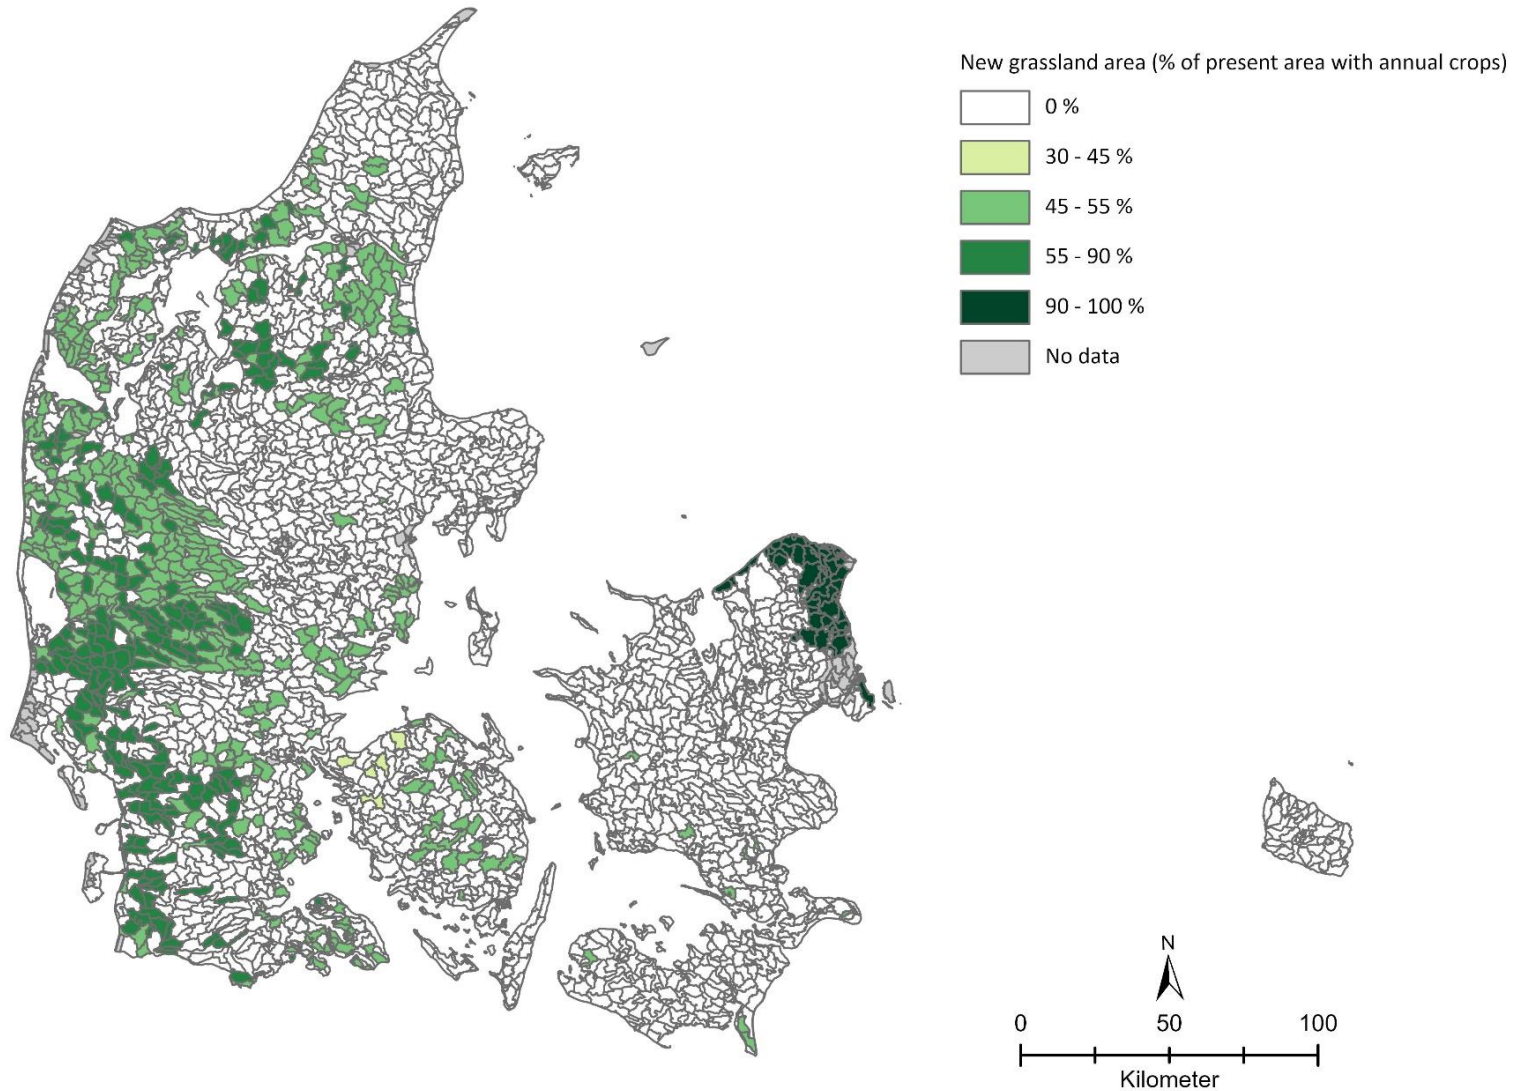 New grassland area (% of present area with annual crops)
0 %
30 - 45 %
45 - 55 %
55 - 90 %
90 - 100 %
No data
N
0 50 100
Kilometer